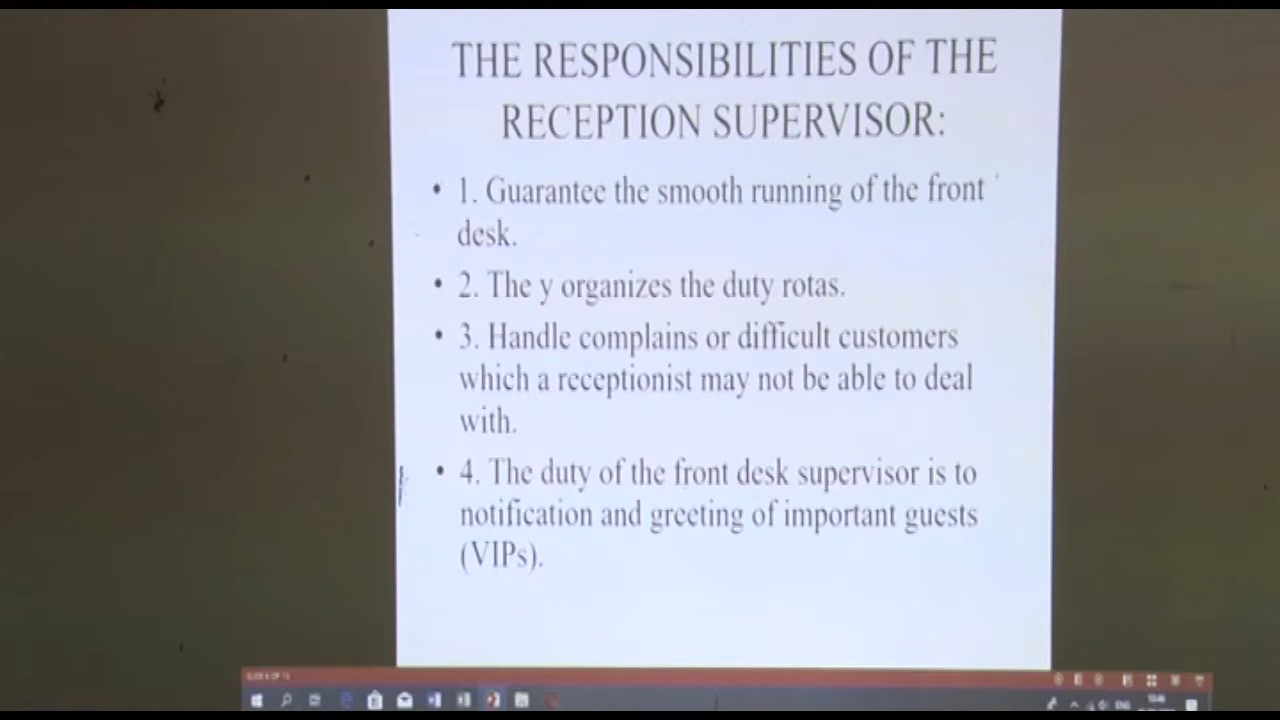 THE RESPONSIBILITIES OF THE
RECEPTION SUPERVISOR:
• 1. Guarantee the smooth running of the front
desk.
• 2. The y organizes the duty rotas.
• 3. Handle complains or difficult customers
which a receptionist may not be able to deal
with.
• 4. The duty of the front desk supervisor is to
notification and greeting of important guests
(VIPs).
ENG